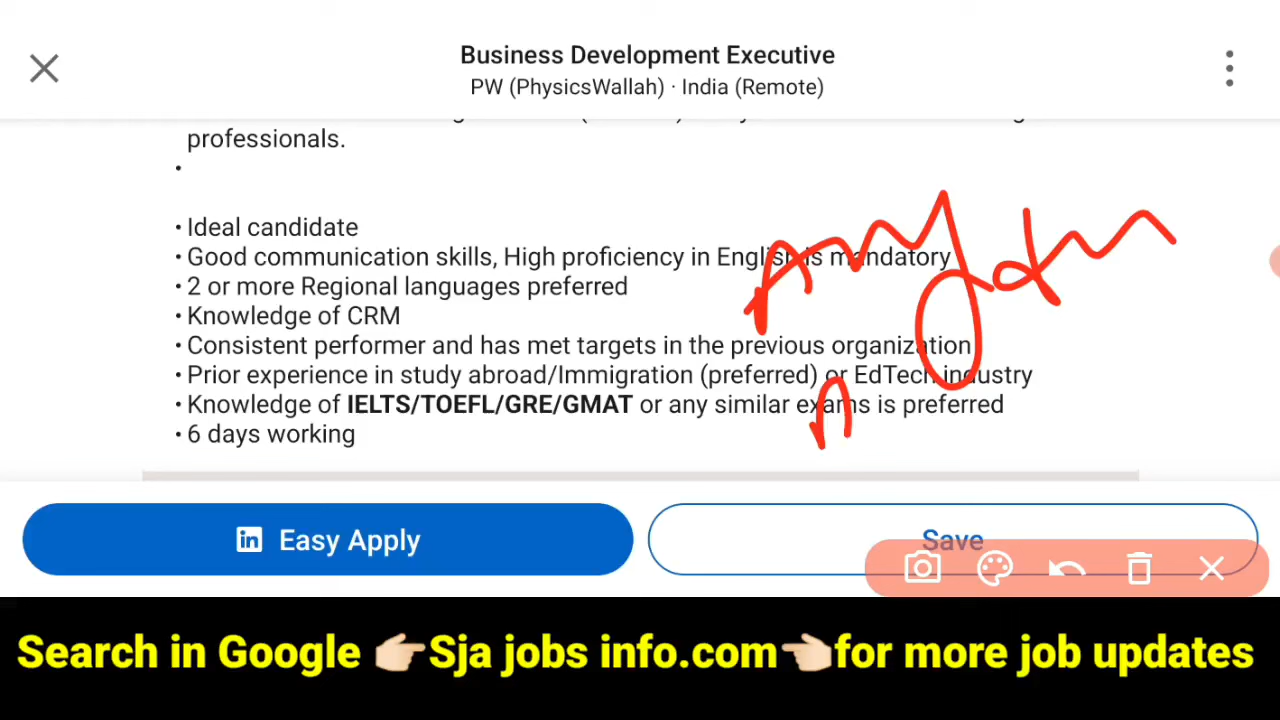 Business Development Executive
PW (PhysicsWallah) · India (Remote)
professionals.
•
• Ideal candidate
• Good communication skills, High proficiency in English is mandatory
• 2 or more Regional languages preferred
• Knowledge of CRM
• Consistent performer and has met targets in the previous organization
• Prior experience in study abroad/Immigration (preferred) or EdTech industry
• Knowledge of IELTS/TOEFL/GRE/GMAT or any similar exams is preferred
• 6 days working
in Easy Apply
Save
Search in Google 👉🏻Sja jobs info.com👈🏻for more job updates